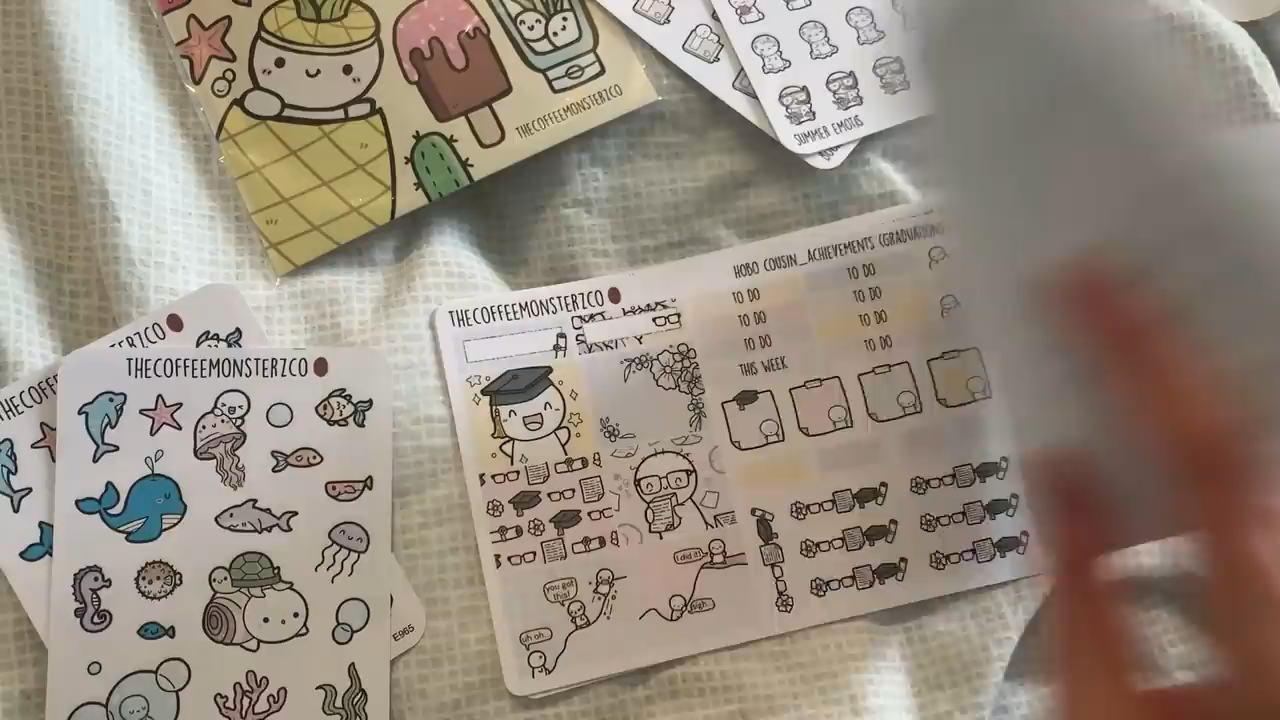 THECOFFEEMONSTERZCO
SUMMER EMOTIS
THECOFFEEMONSTERZCO
HOBO COUSIN_ACHIEVEMENTS (GRADUATION)
TO DO
TO DO
TO DO
TO DO
TO DO
TO DO
TO DO
THIS WEEK
I did it!
you got
this!
sigh..
uh oh..
THECOFFEEMONSTERZCO
THECOFFEEMONSTERZCO
E965